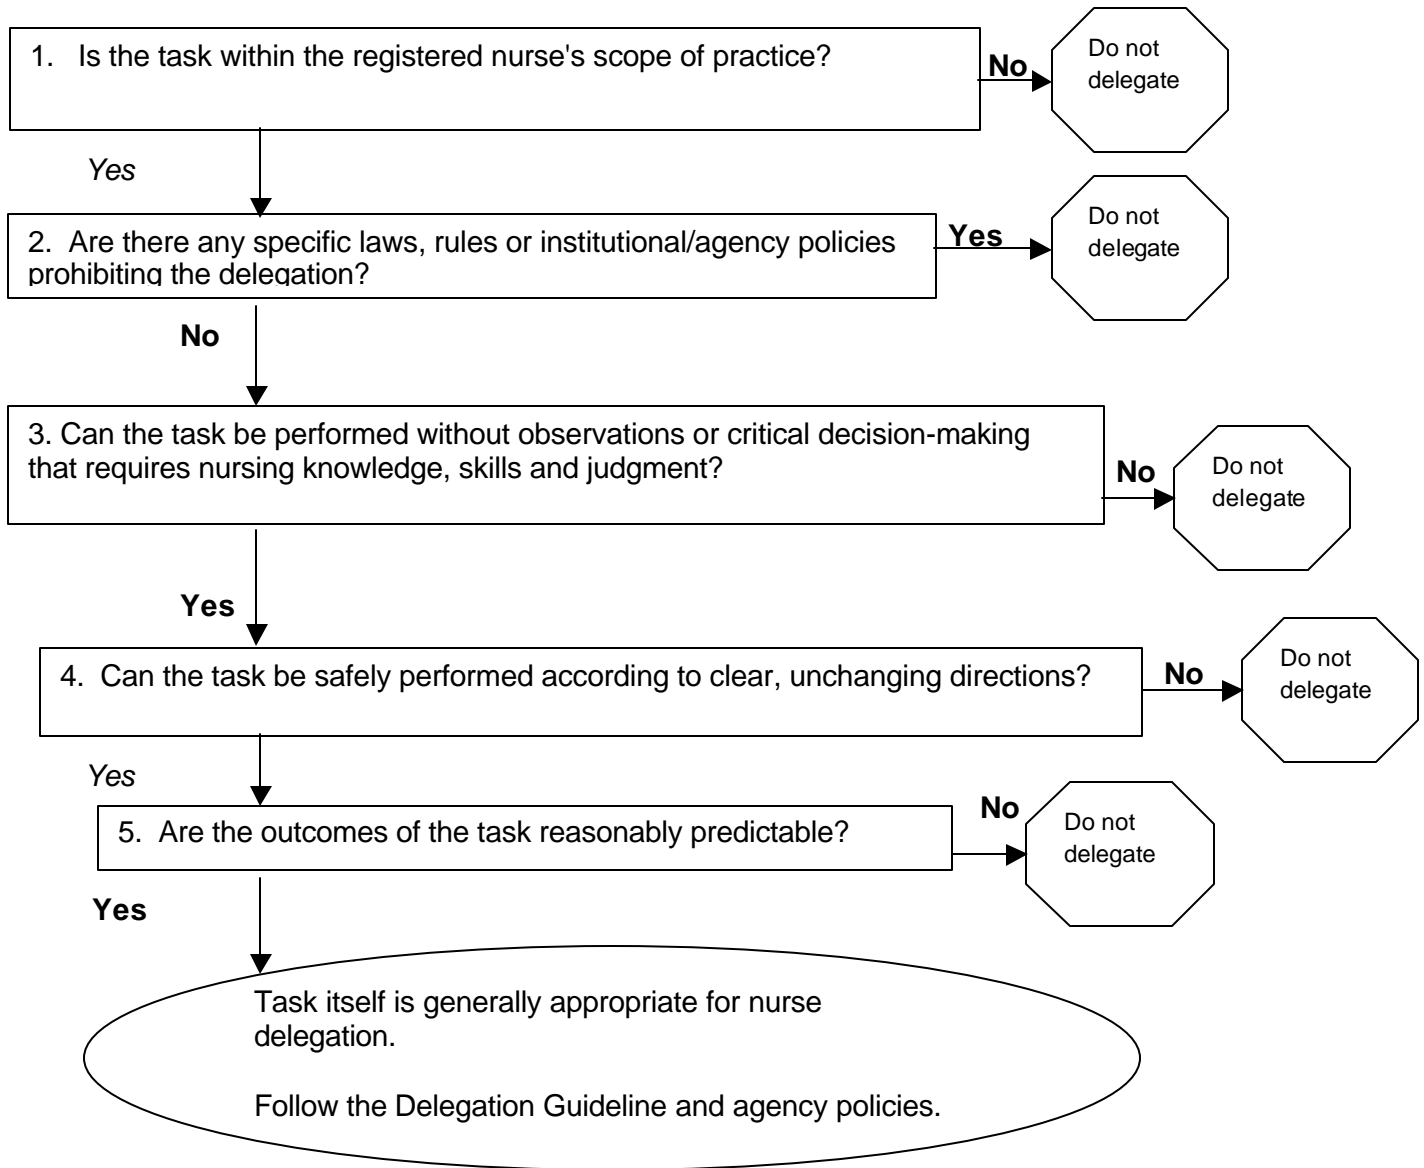 1. Is the task within the registered nurse's scope of practice?
No
Do not
delegate
Yes
2. Are there any specific laws, rules or institutional/agency policies
prohibiting the delegation?
Yes
Do not
delegate
No
3. Can the task be performed without observations or critical decision-making
that requires nursing knowledge, skills and judgment?
No
Do not
delegate
Yes
4. Can the task be safely performed according to clear, unchanging directions?
No
Do not
delegate
Yes
5. Are the outcomes of the task reasonably predictable?
No
Do not
delegate
Yes
Task itself is generally appropriate for nurse
delegation.
Follow the Delegation Guideline and agency policies.